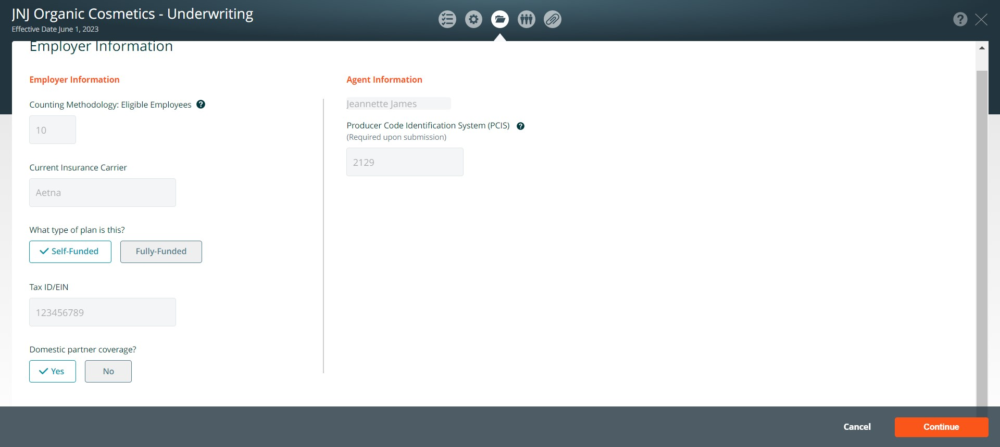 JNJ Organic Cosmetics - Underwriting
Effective Date June 1, 2023
Employer Information
Employer Information
Counting Methodology: Eligible Employees
10
Current Insurance Carrier
Aetna
What type of plan is this?
Self-Funded
Fully-Funded
Tax ID/EIN
123456789
Domestic partner coverage?
Yes
No
Agent Information
Jeannette James
Producer Code Identification System (PCIS)
(Required upon submission)
2129
Cancel
Continue